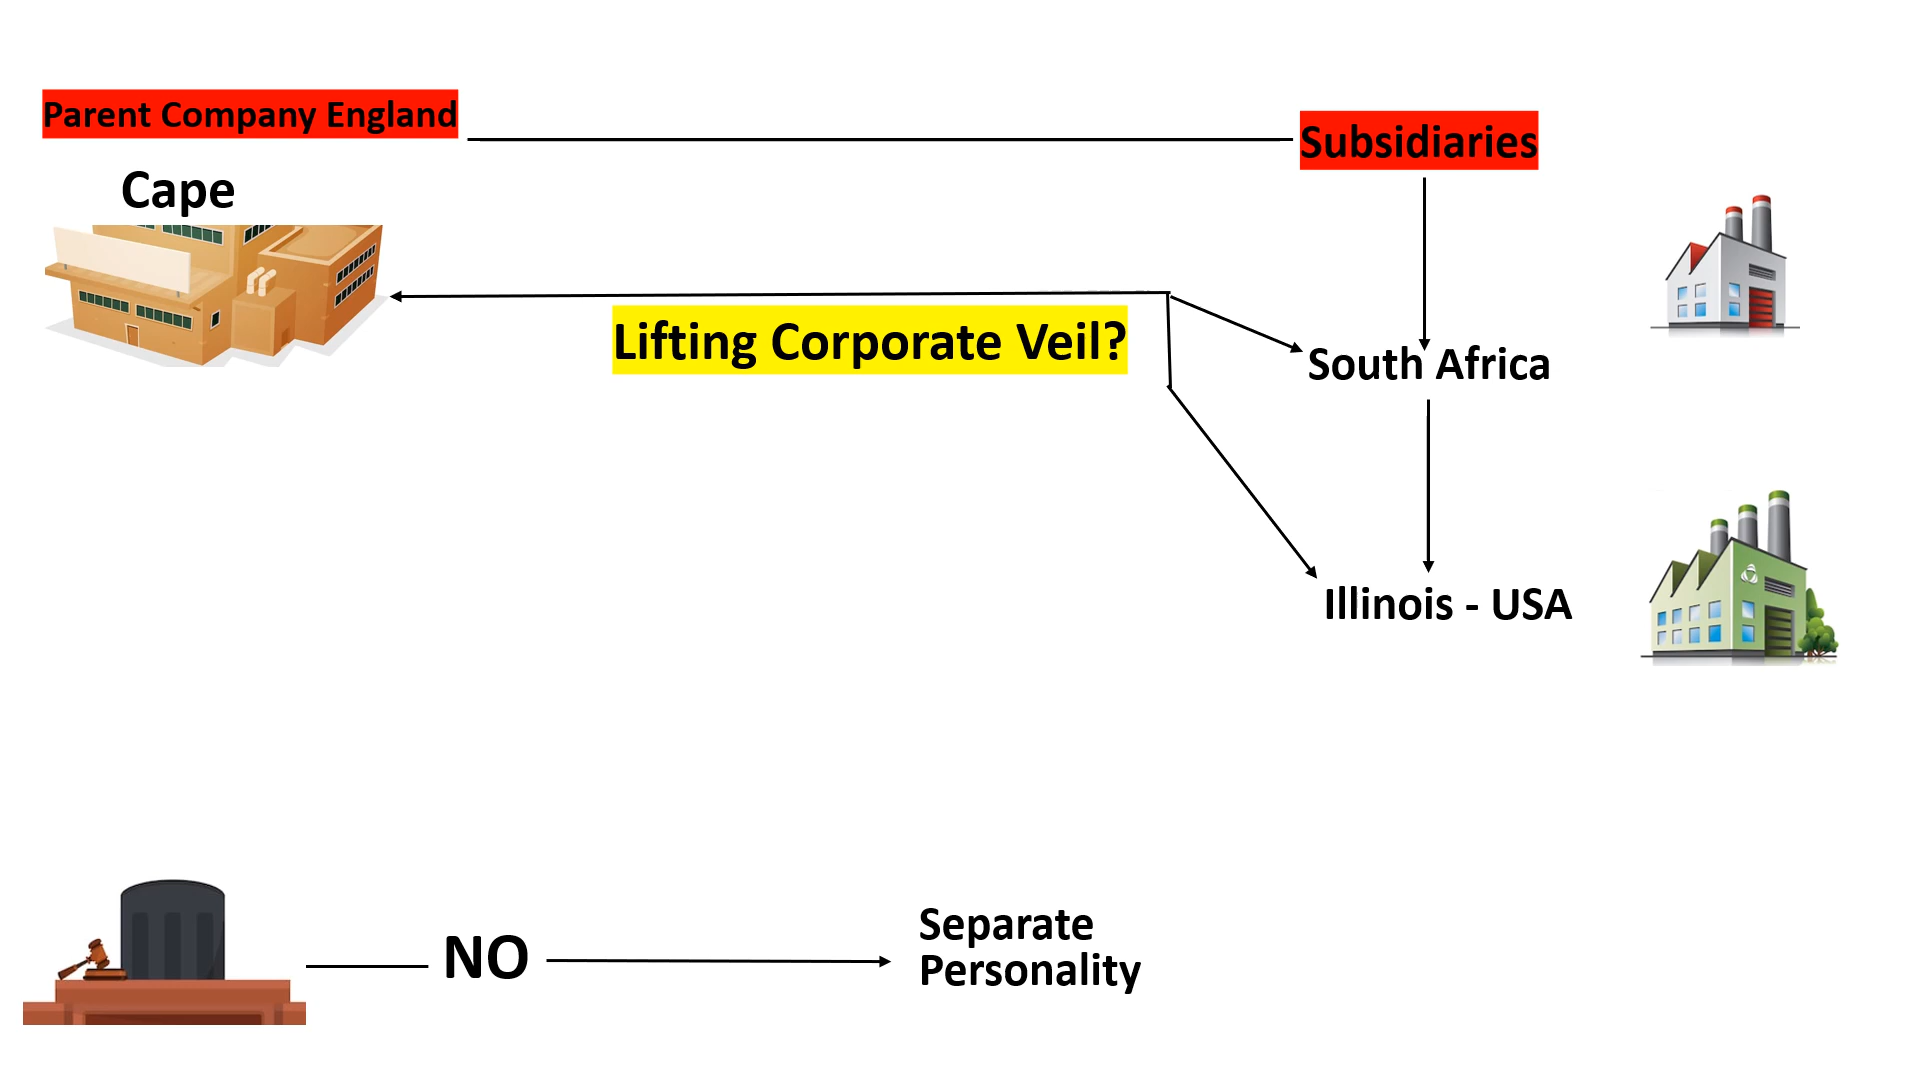 Parent Company England
Subsidiaries
Cape
Lifting Corporate Veil?
South Africa
Illinois - USA
NO
Separate
Personality